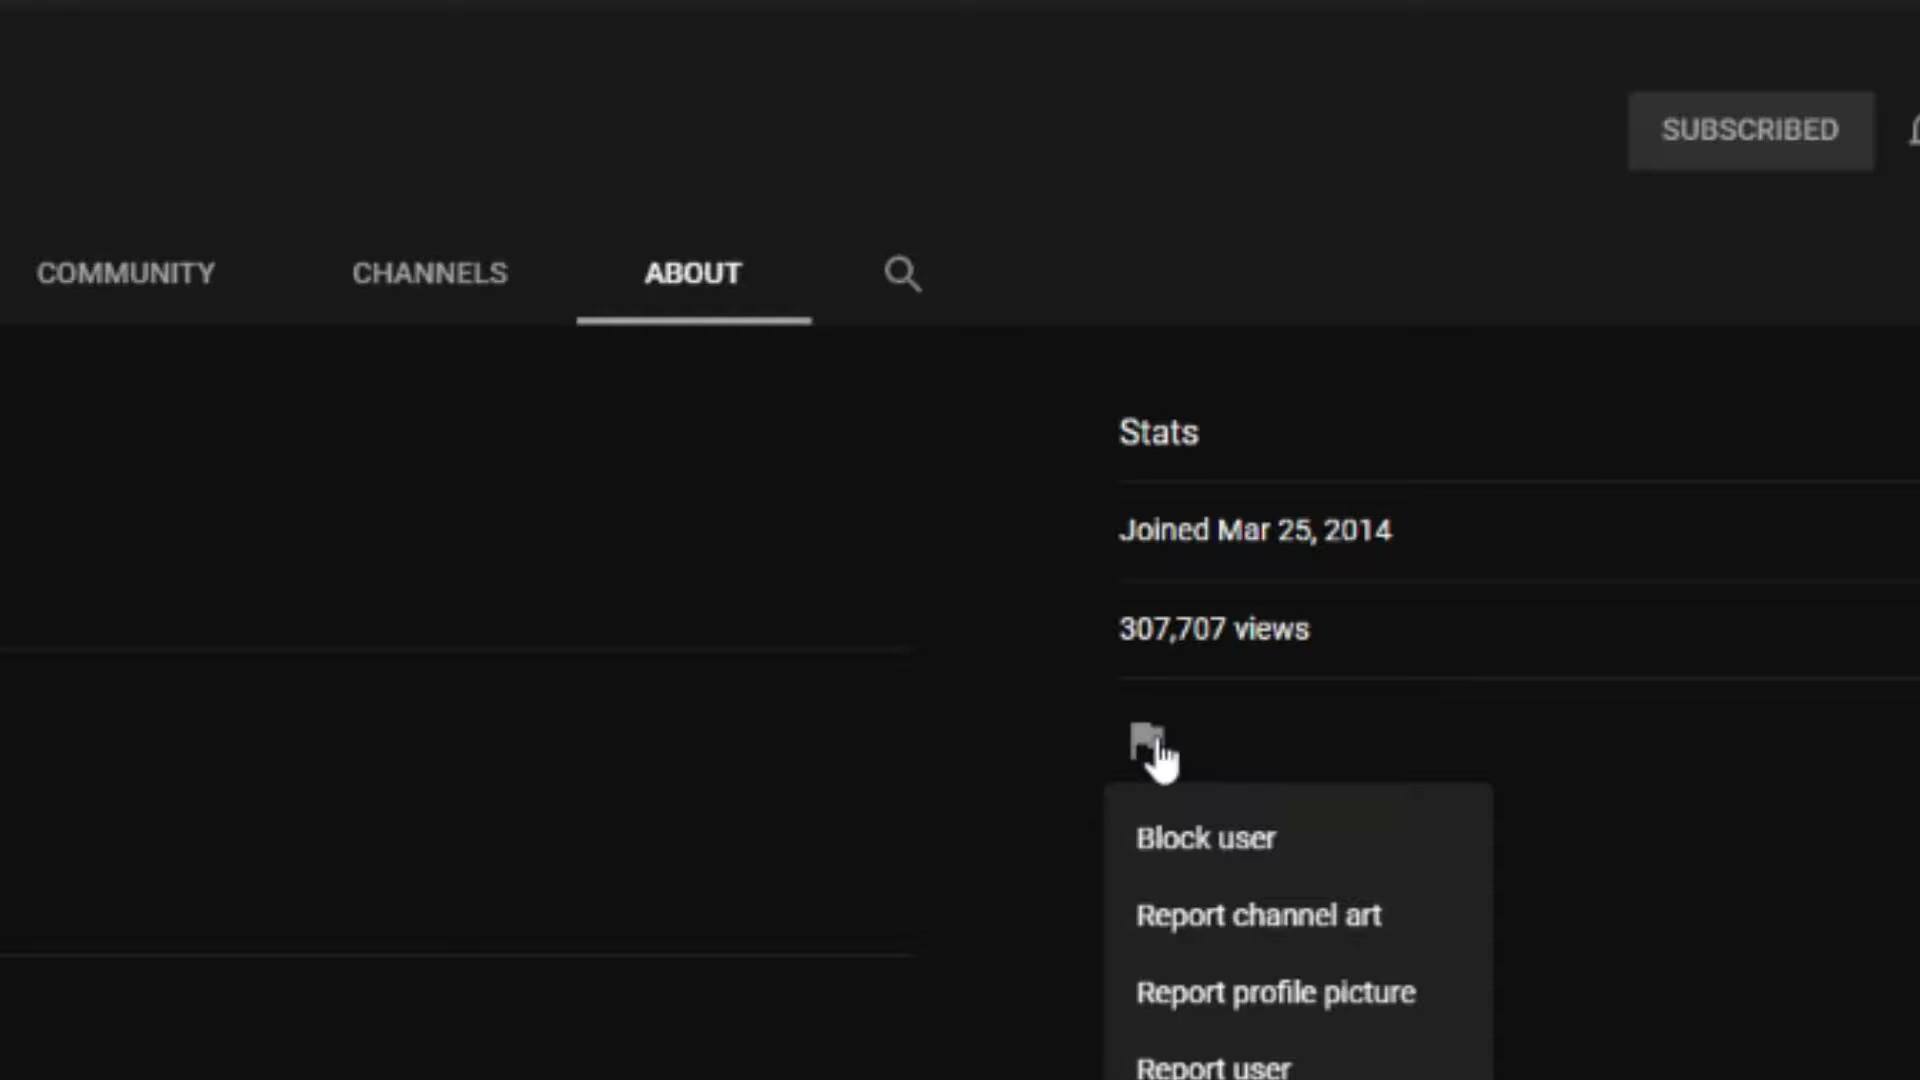 SUBSCRIBED
COMMUNITY CHANNELS ABOUT
Stats
Joined Mar 25, 2014
307,707 views
Block user
Report channel art
Report profile picture
Report user